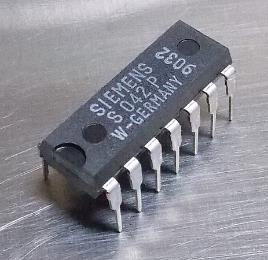 SIEMENS
S 042 P
W-GERMANY
9032